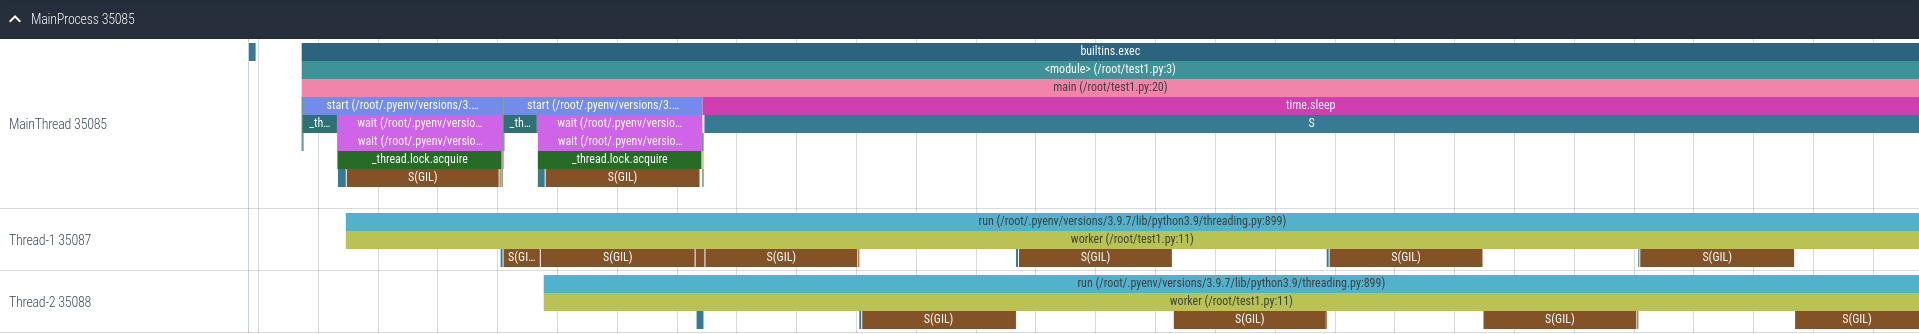 MainProcess 35085
builtins.exec
<module> (/root/test1.py:3)
main (/root/test1.py:20)
start (/root/.pyenv/versions/3.... start (/root/.pyenv/versions/3.... time.sleep
MainThread 35085
_th... wait (/root/.pyenv/versio... _th... wait (/root/.pyenv/versio... S
wait (/root/.pyenv/versio... wait (/root/.pyenv/versio...
_thread.lock.acquire _thread.lock.acquire
S(GIL) S(GIL)
run (/root/.pyenv/versions/3.9.7/lib/python3.9/threading.py:899)
Thread-1 35087
worker (/root/test1.py:11)
S(GI... S(GIL) S(GIL) S(GIL) S(GIL) S(GIL)
run (/root/.pyenv/versions/3.9.7/lib/python3.9/threading.py:899)
Thread-2 35088
worker (/root/test1.py:11)
S(GIL) S(GIL) S(GIL) S(GIL)